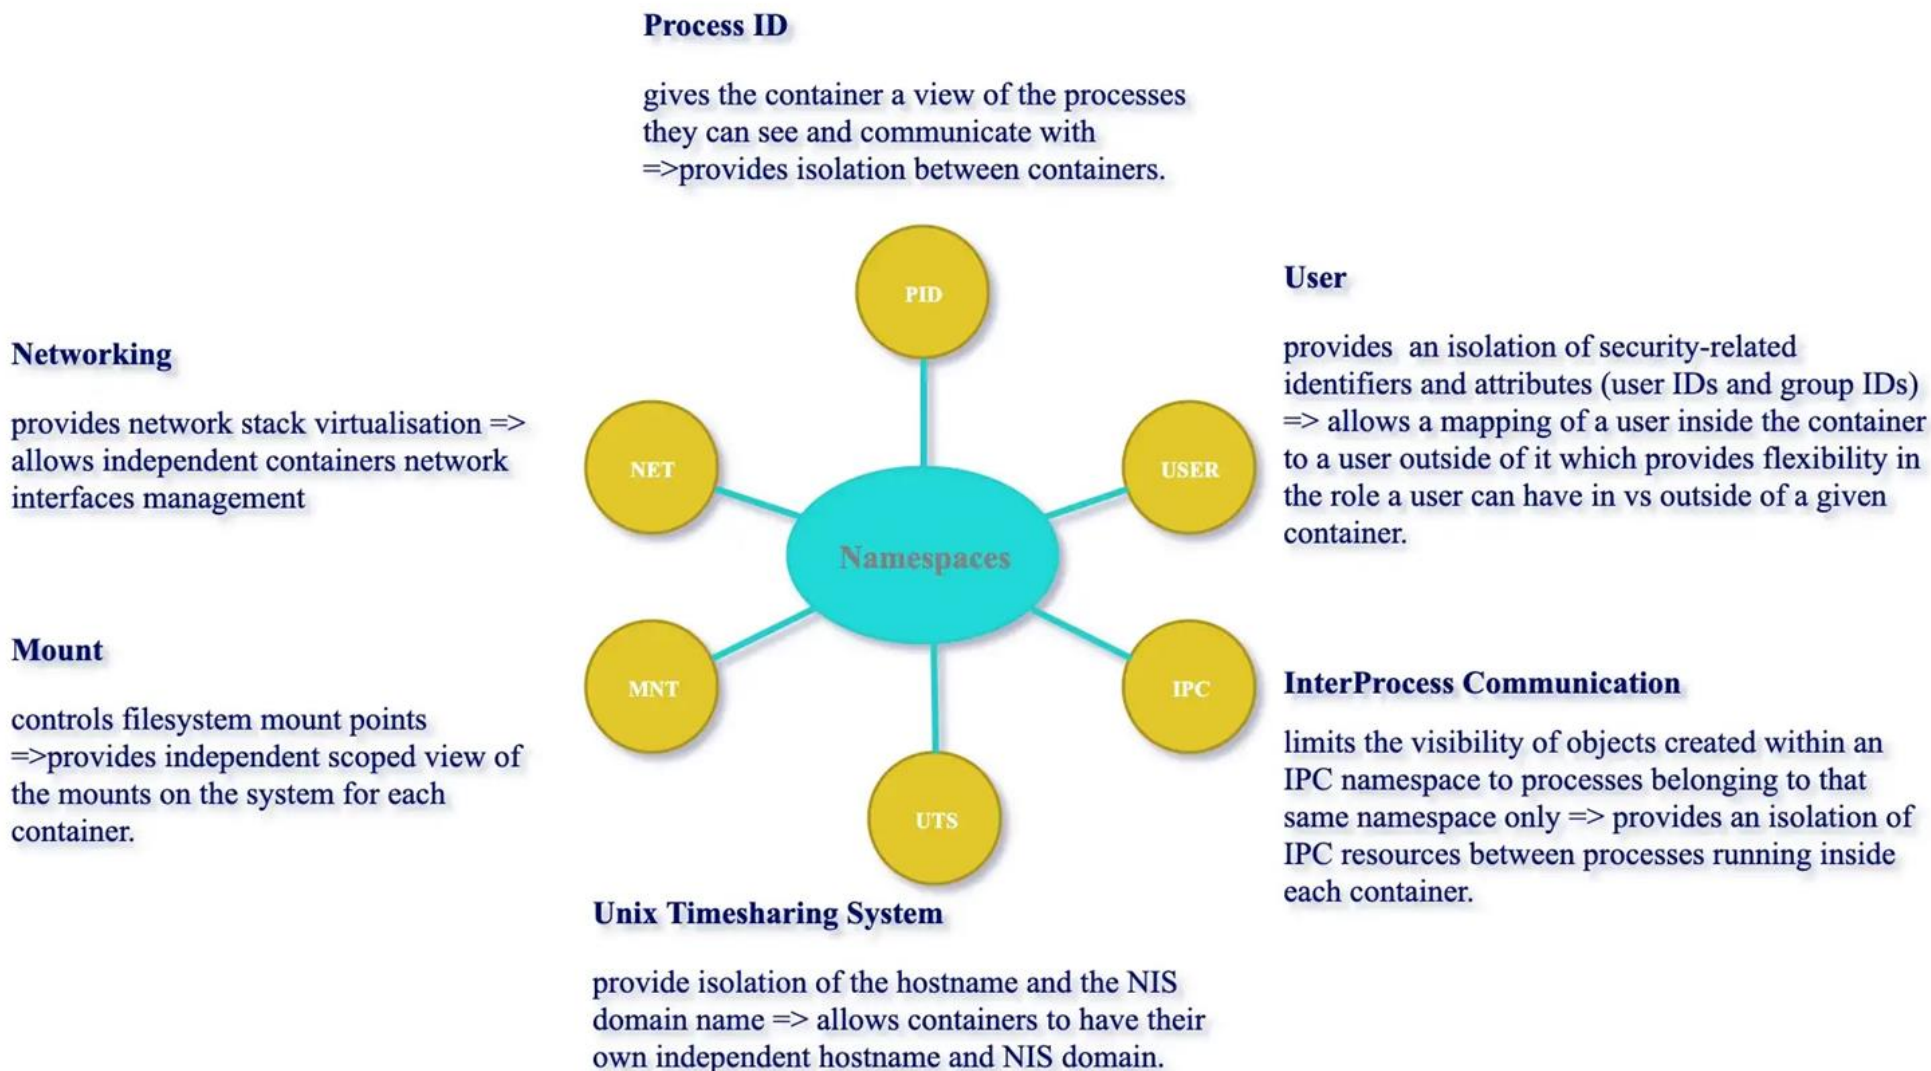 Process ID
gives the container a view of the processes
they can see and communicate with
=>provides isolation between containers.
PID
User
provides  an isolation of security-related
identifiers and attributes (user IDs and group IDs)
=> allows a mapping of a user inside the container
to a user outside of it which provides flexibility in
the role a user can have in vs outside of a given
container.
Networking
provides network stack virtualisation =>
allows independent containers network
interfaces management
NET
USER
Namespaces
Mount
controls filesystem mount points
=>provides independent scoped view of
the mounts on the system for each
container.
MNT
IPC
InterProcess Communication
limits the visibility of objects created within an
IPC namespace to processes belonging to that
same namespace only => provides an isolation of
IPC resources between processes running inside
each container.
UTS
Unix Timesharing System
provide isolation of the hostname and the NIS
domain name => allows containers to have their
own independent hostname and NIS domain.